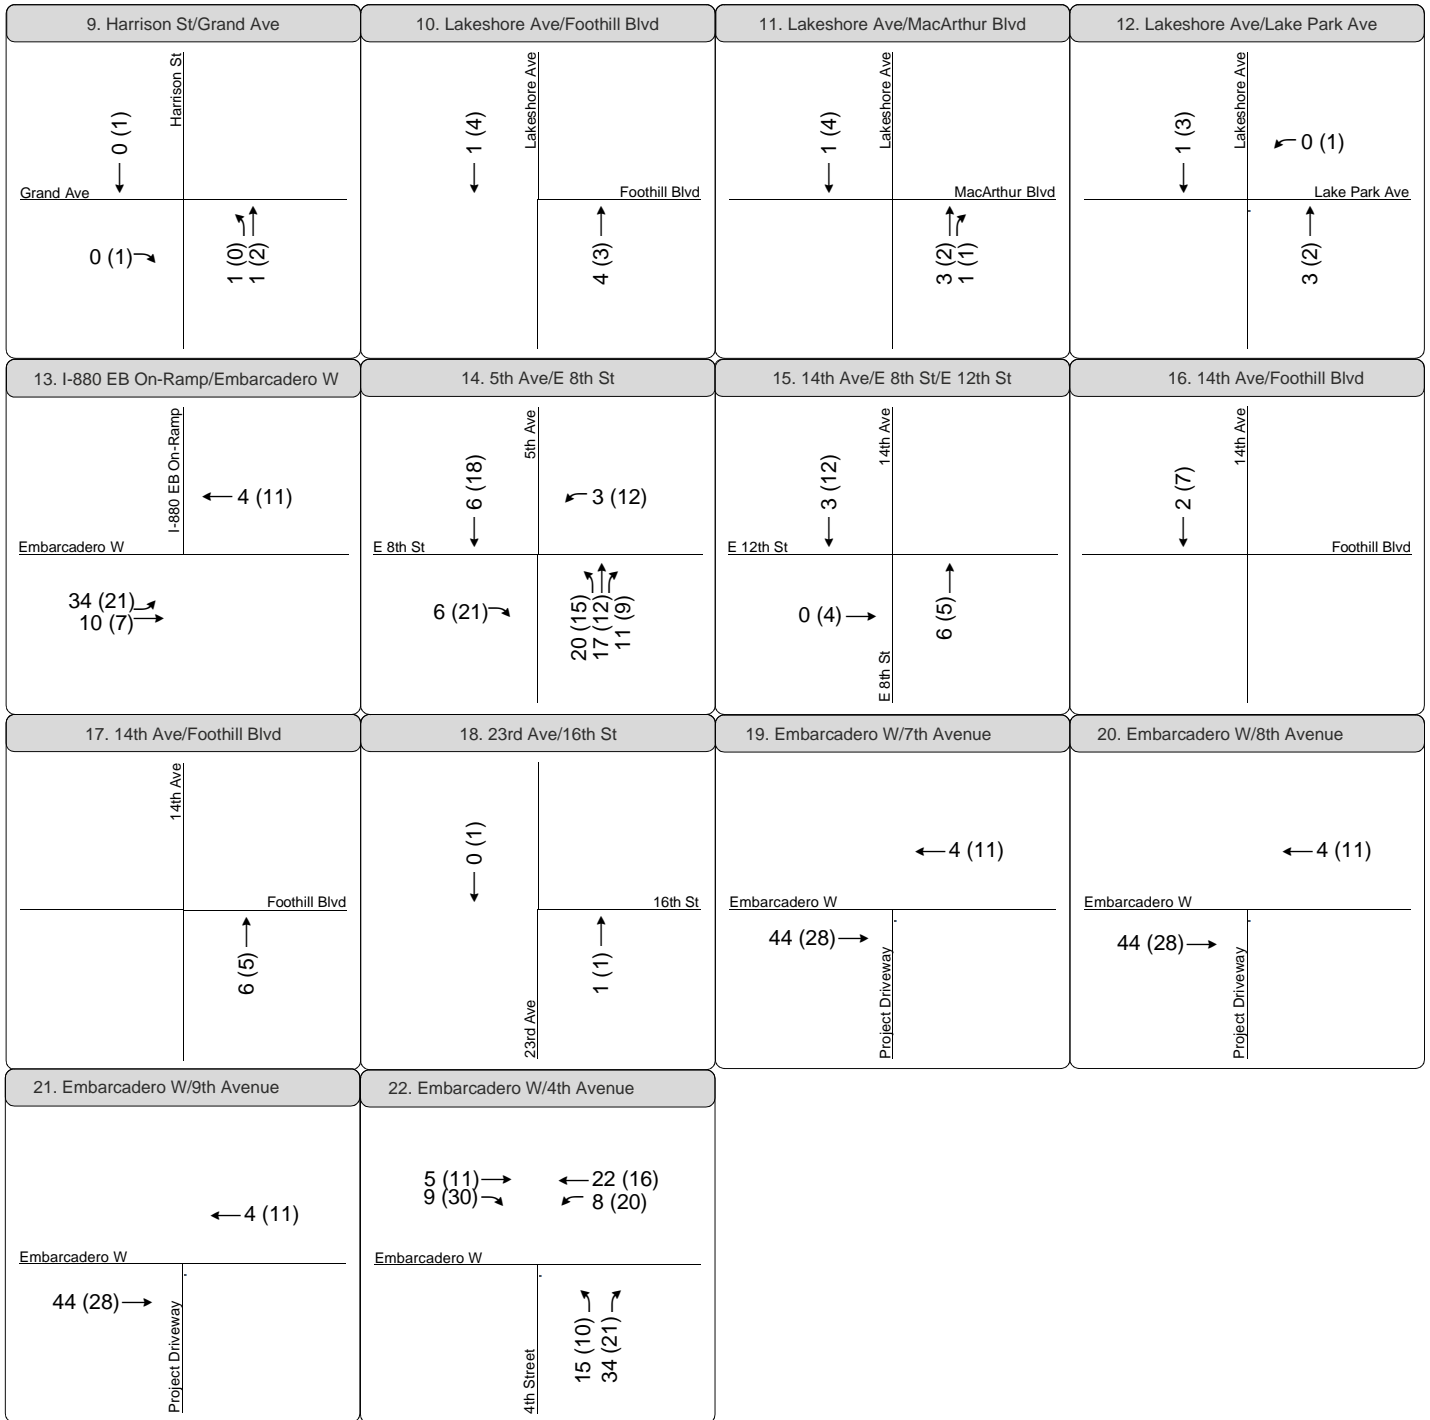 9. Harrison St/Grand Ave
Harrison St
0 (1)
Grand Ave
0 (1)
1 (0)
1 (2)
10. Lakeshore Ave/Foothill Blvd
Lakeshore Ave
1 (4)
Foothill Blvd
4 (3)
11. Lakeshore Ave/MacArthur Blvd
Lakeshore Ave
1 (4)
MacArthur Blvd
3 (2)
1 (1)
12. Lakeshore Ave/Lake Park Ave
Lakeshore Ave
1 (3)
0 (1)
Lake Park Ave
3 (2)
13. I-880 EB On-Ramp/Embarcadero W
I-880 EB On-Ramp
4 (11)
Embarcadero W
34 (21)
10 (7)
14. 5th Ave/E 8th St
5th Ave
6 (18)
3 (12)
E 8th St
6 (21)
20 (15)
17 (12)
11 (9)
15. 14th Ave/E 8th St/E 12th St
14th Ave
3 (12)
E 12th St
0 (4)
6 (5)
E 8th St
16. 14th Ave/Foothill Blvd
14th Ave
2 (7)
Foothill Blvd
17. 14th Ave/Foothill Blvd
14th Ave
Foothill Blvd
6 (5)
18. 23rd Ave/16th St
0 (1)
16th St
1 (1)
23rd Ave
19. Embarcadero W/7th Avenue
4 (11)
Embarcadero W
44 (28)
Project Driveway
20. Embarcadero W/8th Avenue
4 (11)
Embarcadero W
44 (28)
Project Driveway
21. Embarcadero W/9th Avenue
4 (11)
Embarcadero W
44 (28)
Project Driveway
22. Embarcadero W/4th Avenue
5 (11)
9 (30)
22 (16)
8 (20)
Embarcadero W
15 (10)
34 (21)
4th Street